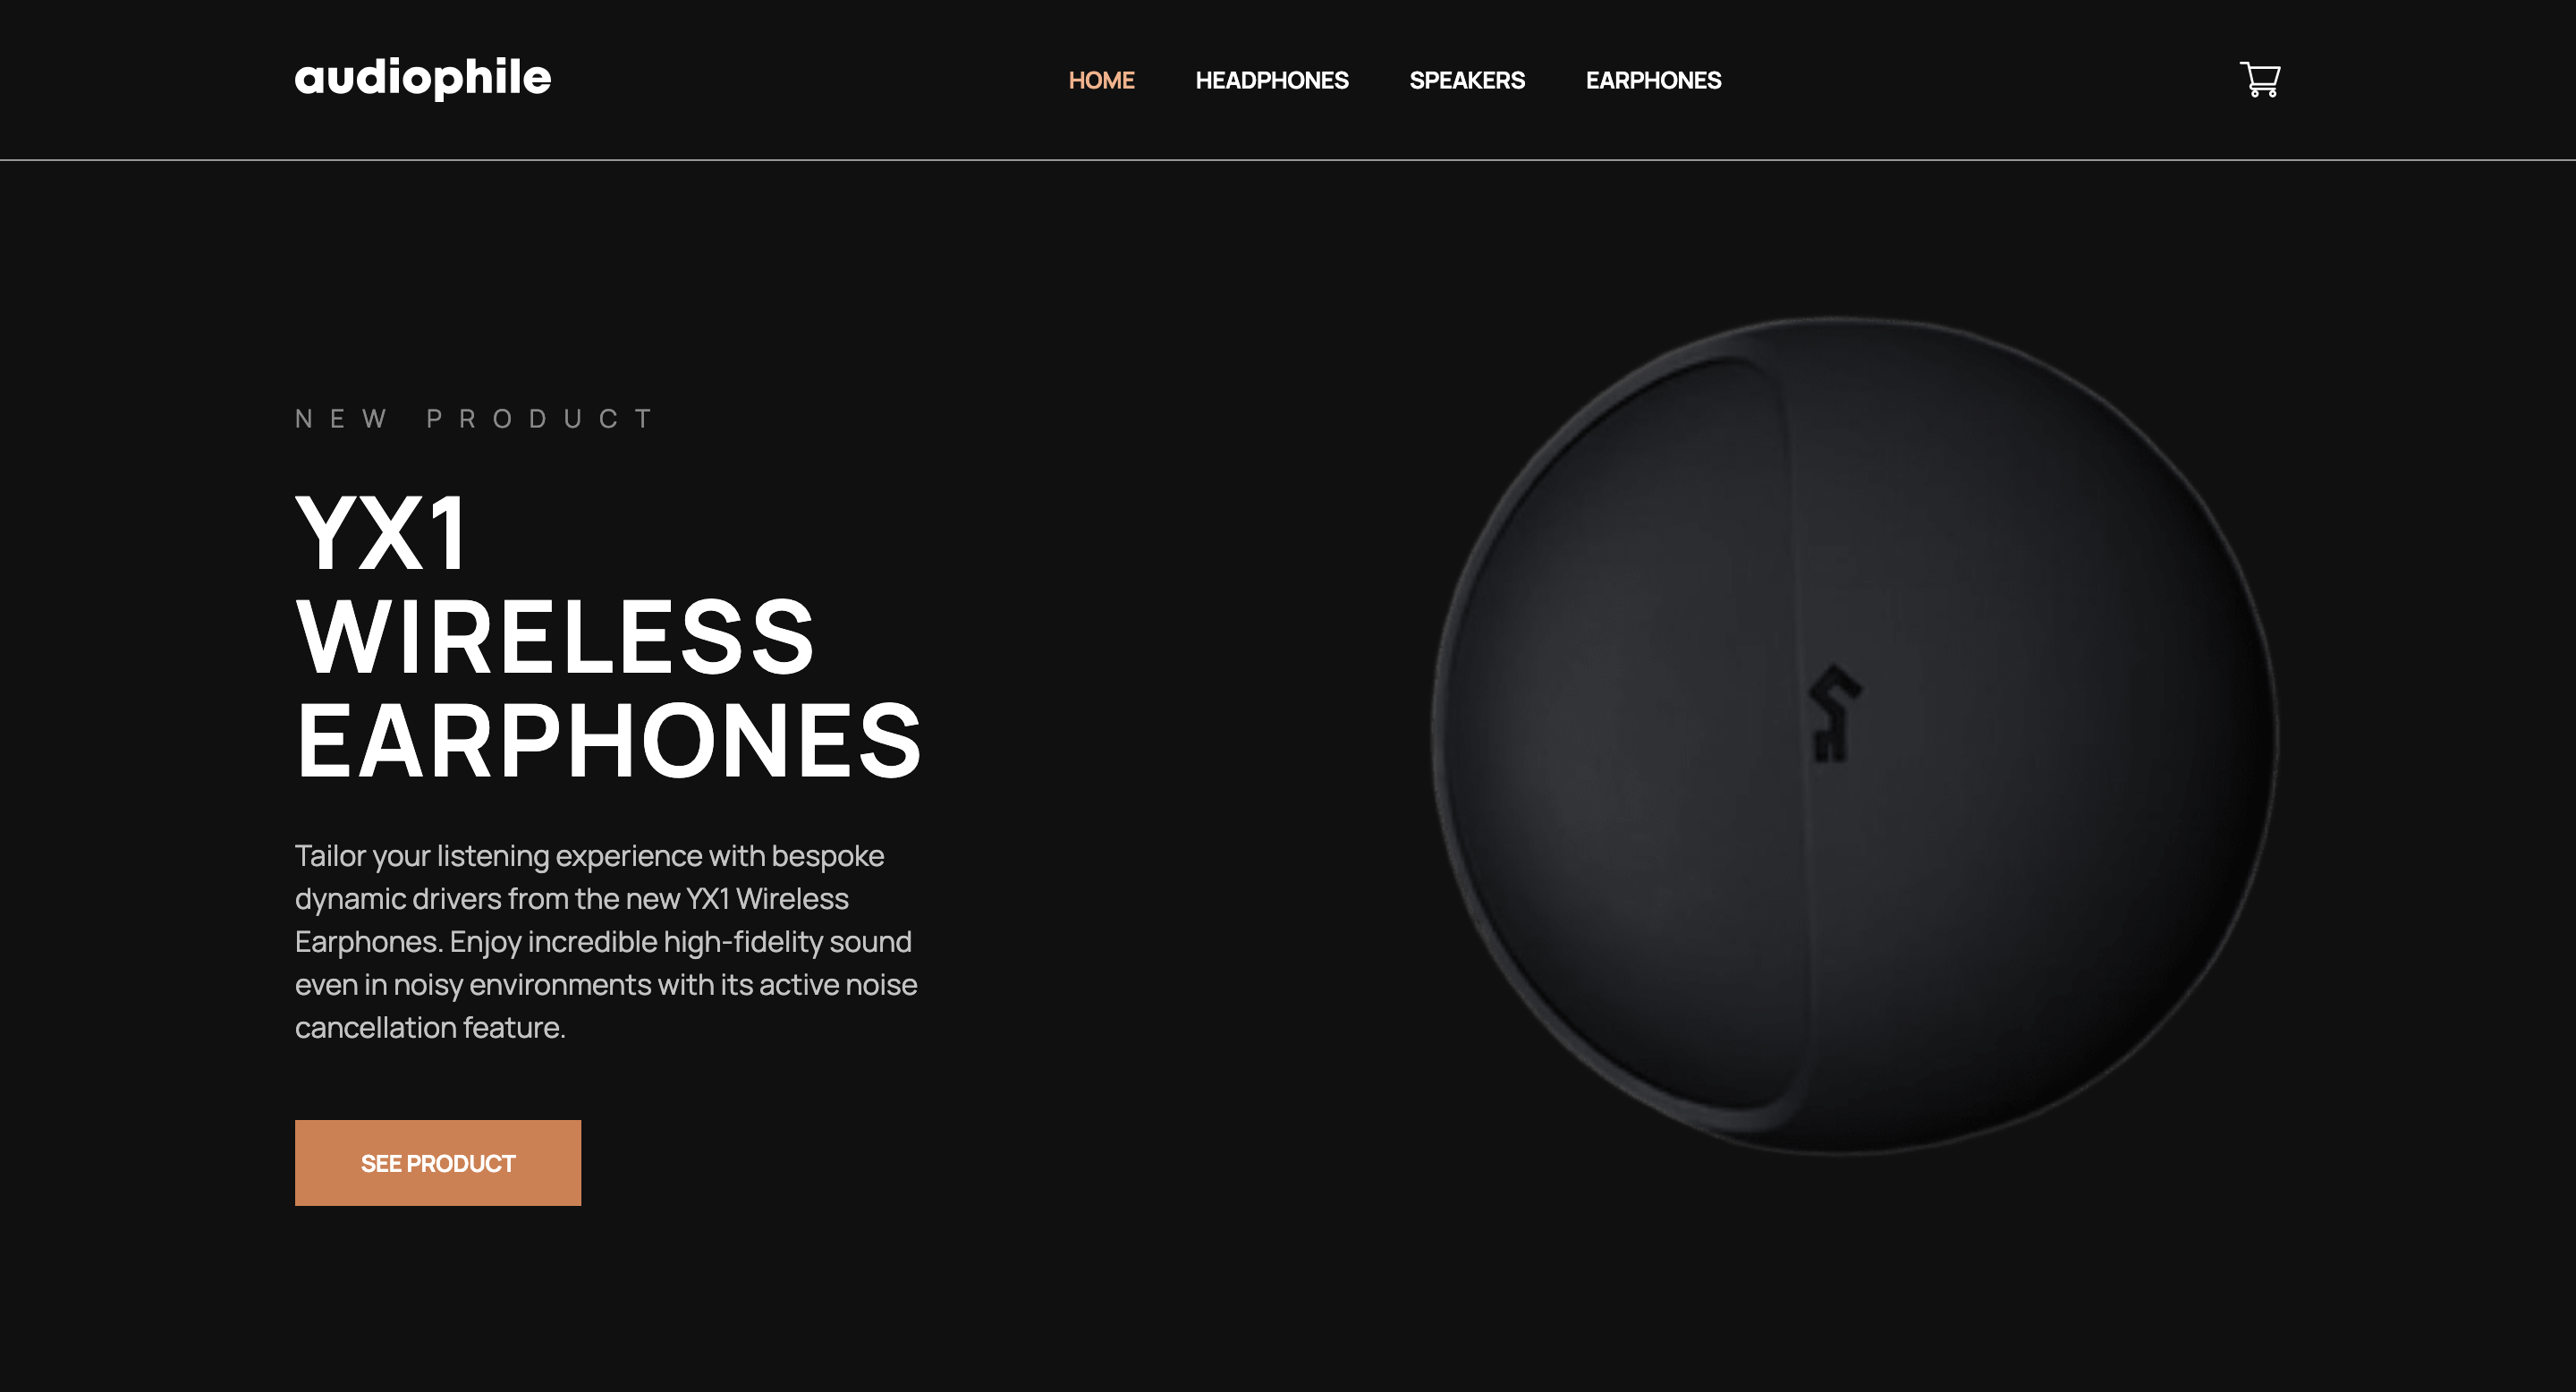 audiophile
HOME
HEADPHONES
SPEAKERS
EARPHONES
NEW PRODUCT
YX1
WIRELESS
EARPHONES
Tailor your listening experience with bespoke
dynamic drivers from the new YX1 Wireless
Earphones. Enjoy incredible high-fidelity sound
even in noisy environments with its active noise
cancellation feature.
SEE PRODUCT